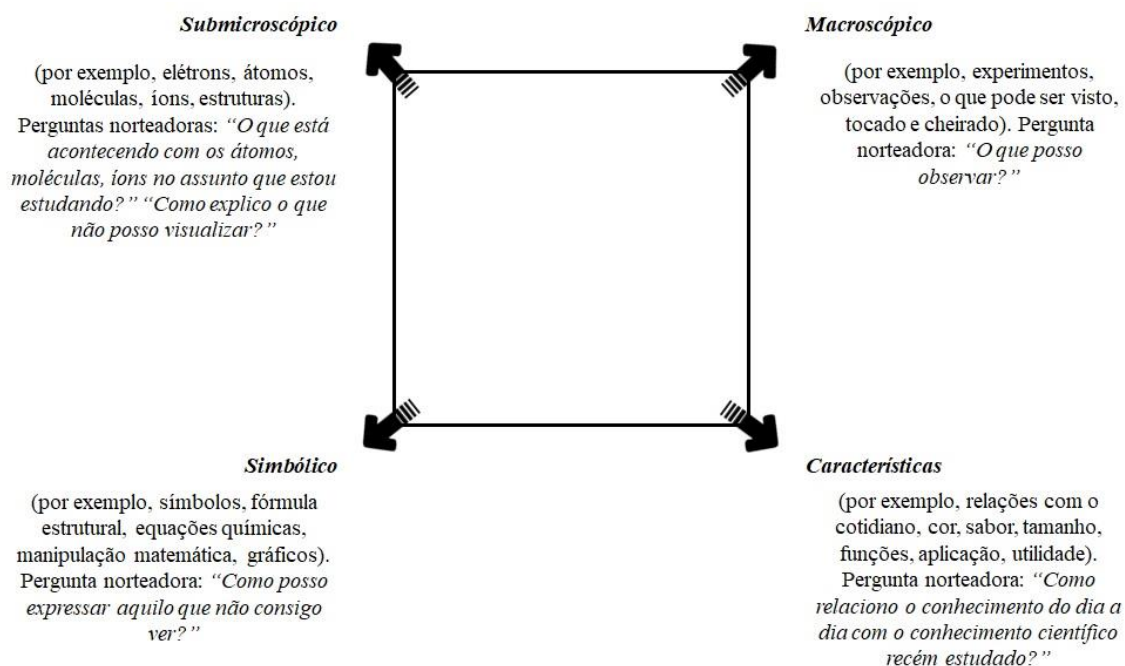 Submicroscópico
(por exemplo, elétrons, átomos,
moléculas, íons, estruturas).
Perguntas norteadoras: “O que está
acontecendo com os átomos,
moléculas, íons no assunto que estou
estudando?” “Como explico o que
não posso visualizar?”
Macroscópico
(por exemplo, experimentos,
observações, o que pode ser visto,
tocado e cheirado). Pergunta
norteadora: “O que posso
observar?”
Simbólico
(por exemplo, símbolos, fórmula
estrutural, equações químicas,
manipulação matemática, gráficos).
Pergunta norteadora: “Como posso
expressar aquilo que não consigo
ver?”
Características
(por exemplo, relações com o
cotidiano, cor, sabor, tamanho,
funções, aplicação, utilidade).
Pergunta norteadora: “Como
relaciono o conhecimento do dia a
dia com o conhecimento científico
recém estudado?”